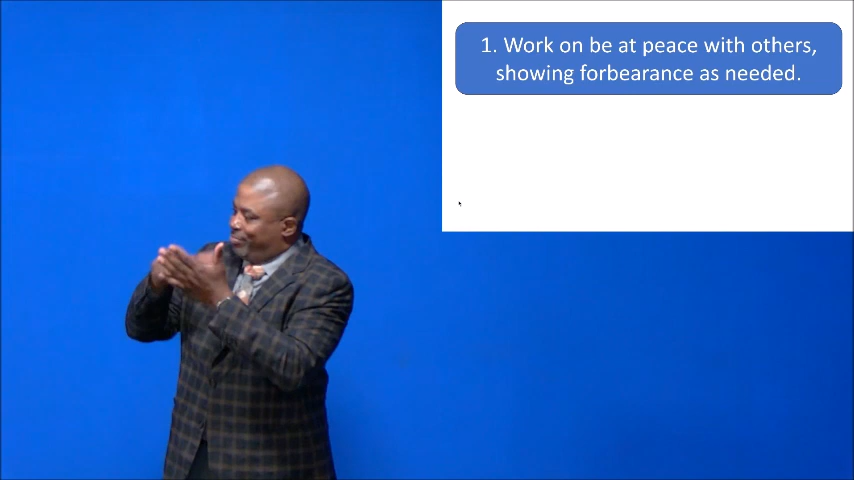 1. Work on be at peace with others,
showing forbearance as needed.